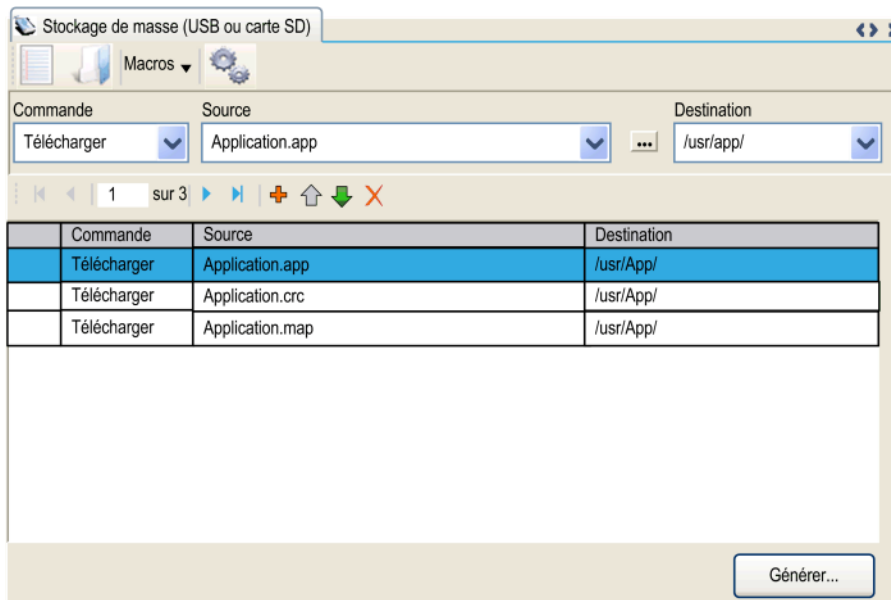 Stockage de masse (USB ou carte SD)
Macros
Commande Source Destination
Télécharger Application.app ... /usr/app/
1 sur 3
Commande Source Destination
Télécharger Application.app /usr/App/
Télécharger Application.crc /usr/App/
Télécharger Application.map /usr/App/
Générer...